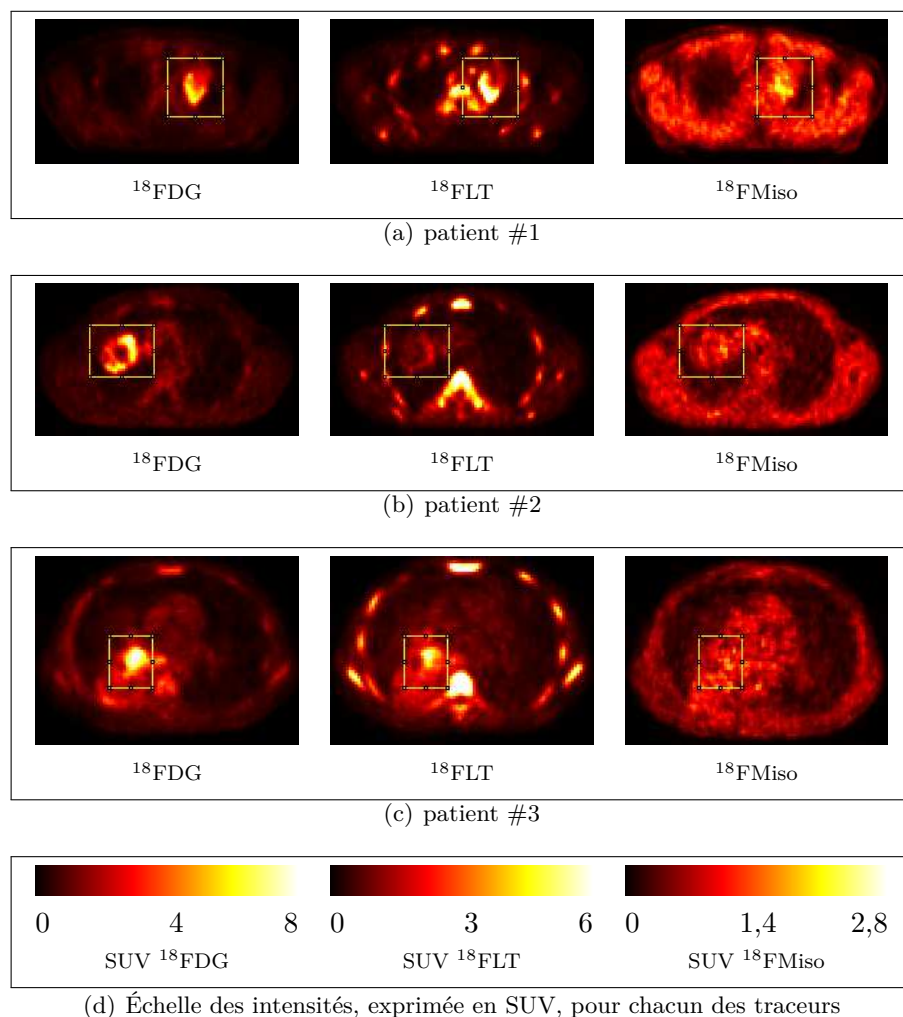 ¹⁸FDG ¹⁸FLT ¹⁸FMiso
(a) patient #1
¹⁸FDG ¹⁸FLT ¹⁸FMiso
(b) patient #2
¹⁸FDG ¹⁸FLT ¹⁸FMiso
(c) patient #3
0 4 8 0 3 6 0 1,4 2,8
SUV ¹⁸FDG SUV ¹⁸FLT SUV ¹⁸FMiso
(d) Échelle des intensités, exprimée en SUV, pour chacun des traceurs